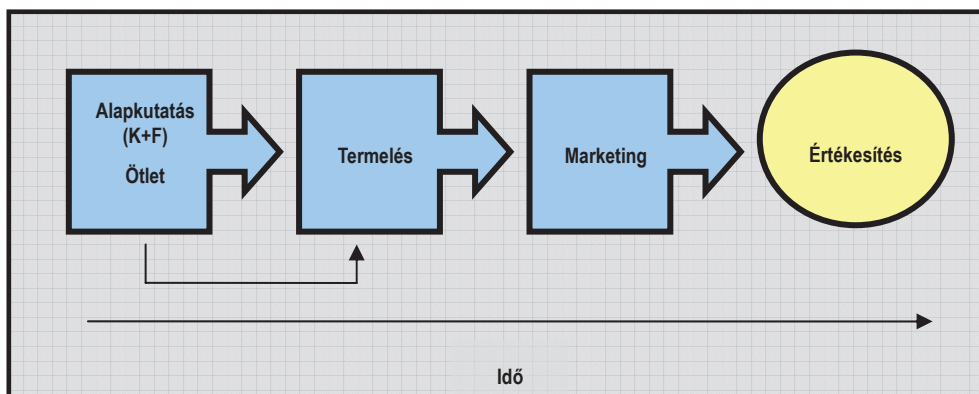 Alapkutatás
(K+F)
Ötlet
Termelés
Marketing
Értékesítés
Idő